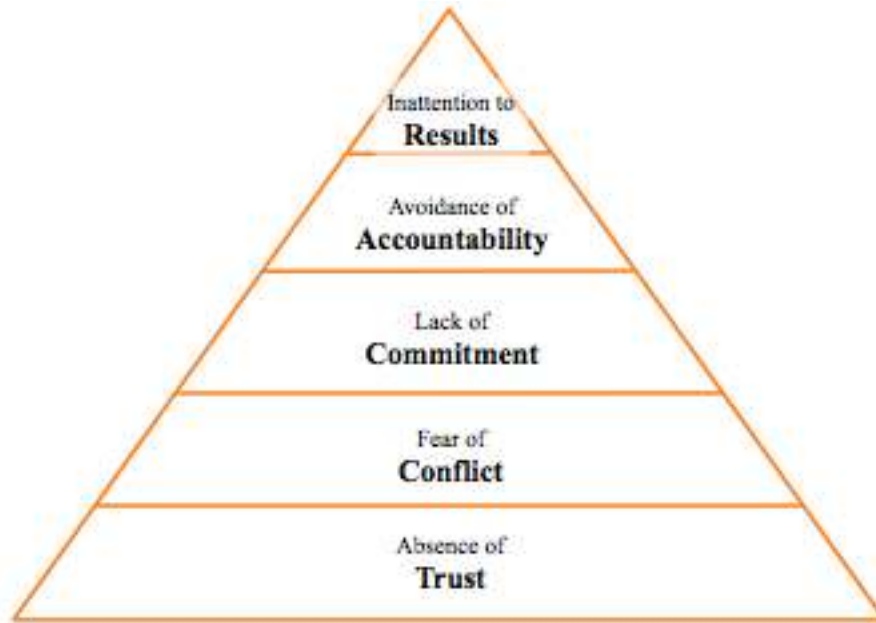 Inattention to
Results
Avoidance of
Accountability
Lack of
Commitment
Fear of
Conflict
Absence of
Trust